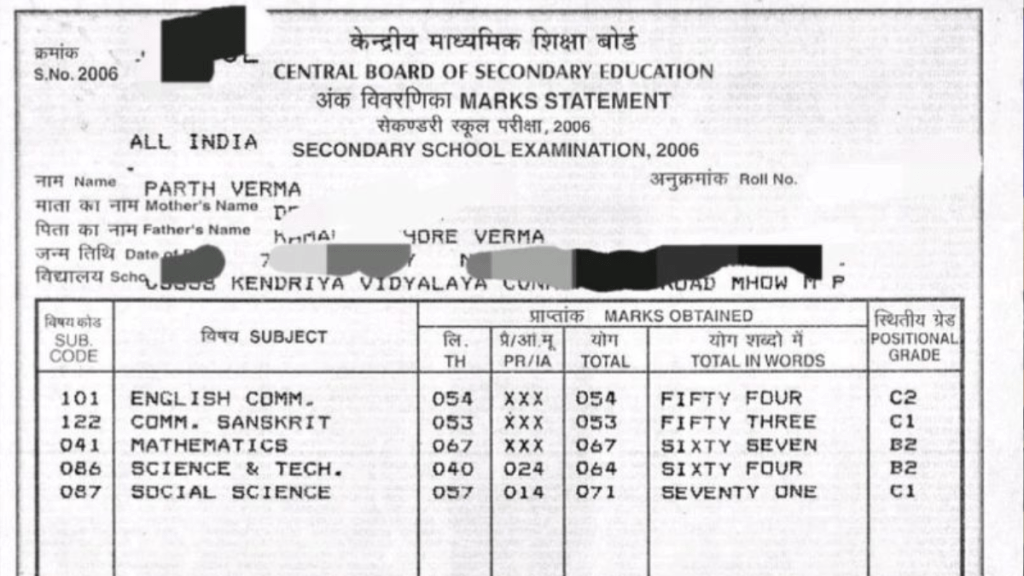 केन्द्रीय माध्यमिक शिक्षा बोर्ड
क्रमांक
S.No. 2006
CENTRAL BOARD OF SECONDARY EDUCATION
अंक विवरणिका MARKS STATEMENT
सेकण्डरी स्कूल परीक्षा, 2006
ALL INDIA
SECONDARY SCHOOL EXAMINATION, 2006
नाम Name PARTH VERMA अनुक्रमांक Roll No.
माता का नाम Mother's Name
पिता का नाम Father's Name VERMA
जन्म तिथि Date
विद्यालय KENDRIYA VIDYALAYA ROAD MHOW M P
विषय कोड SUB. CODE विषय SUBJECT प्राप्तांक MARKS OBTAINED स्थितीय ग्रेड POSITIONAL GRADE
लि. TH प्रै/आ.मू PR/IA योग TOTAL योग शब्दो में TOTAL IN WORDS
101 ENGLISH COMM. 054 XXX 054 FIFTY FOUR C2
122 COMM. SANSKRIT 053 XXX 053 FIFTY THREE C1
041 MATHEMATICS 067 XXX 067 SIXTY SEVEN B2
086 SCIENCE & TECH. 040 024 064 SIXTY FOUR B2
087 SOCIAL SCIENCE 057 014 071 SEVENTY ONE C1